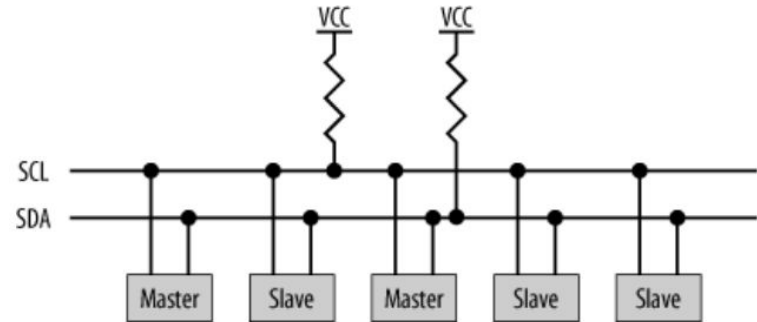 VCC VCC
SCL
SDA
Master Slave Master Slave Slave